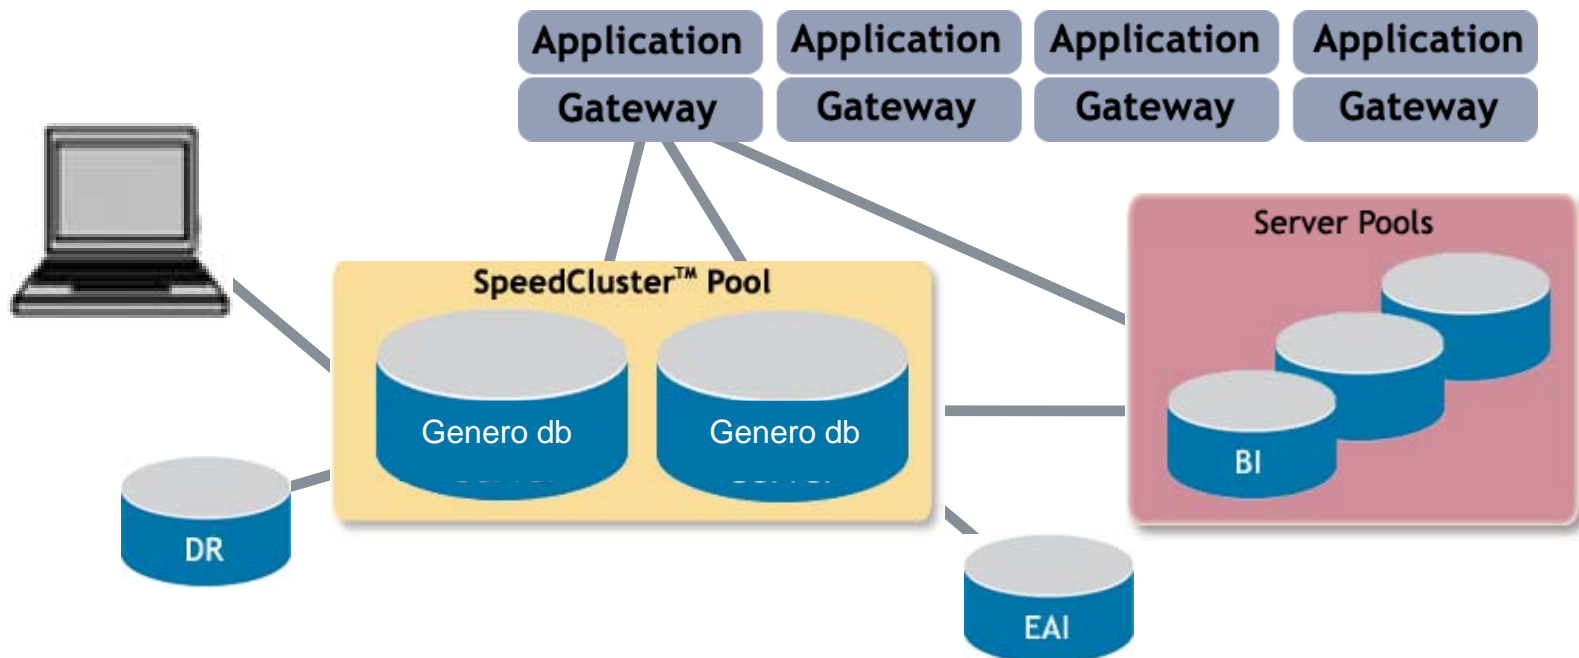 Application Application Application Application
Gateway Gateway Gateway Gateway
Server Pools
SpeedCluster™ Pool
Genero db Genero db
BI
DR
EAI